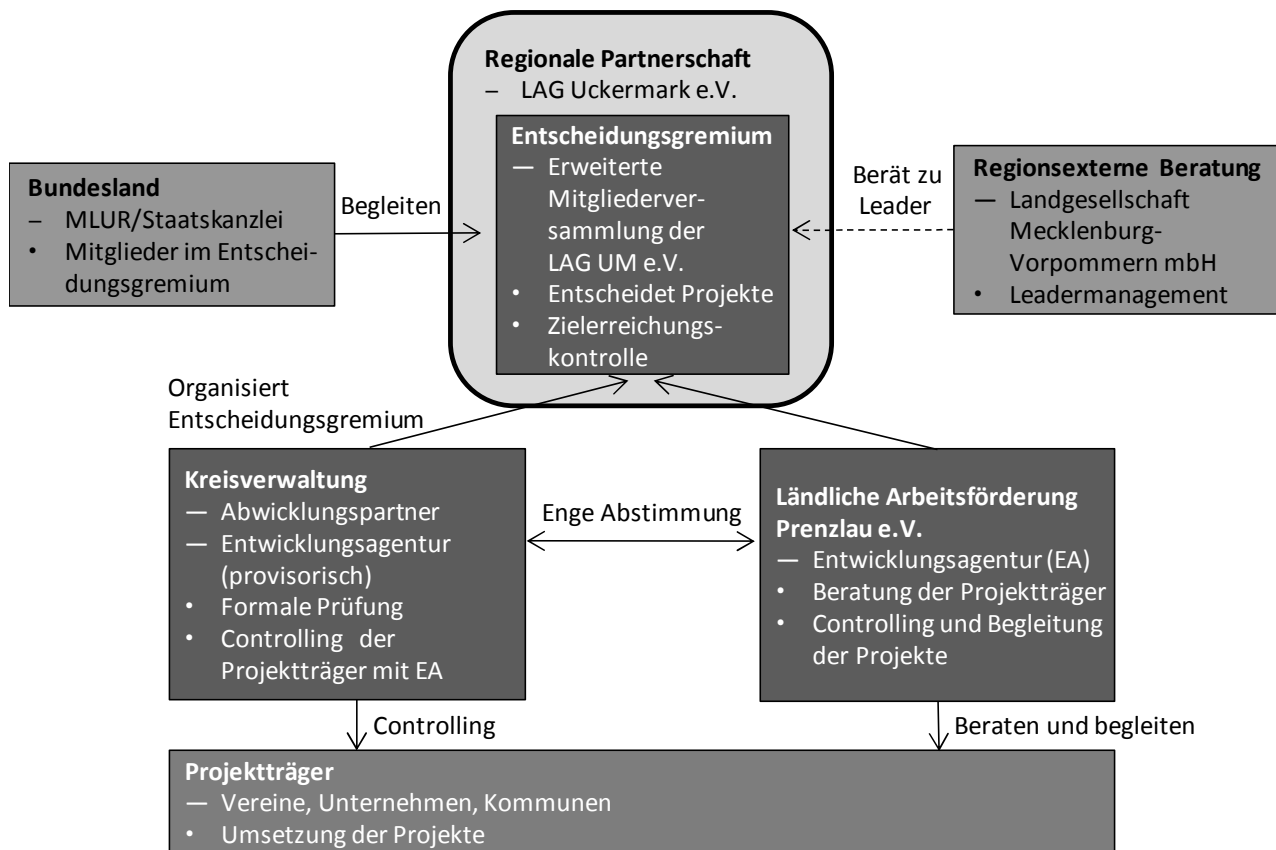 Regionale Partnerschaft
– LAG Uckermark e.V.
Entscheidungsgremium
— Erweiterte
Mitgliederver-
sammlung der
LAG UM e.V.
• Entscheidet Projekte
• Zielerreichungs-
kontrolle
Bundesland
– MLUR/Staatskanzlei
• Mitglieder im Entschei-
dungsgremium
Begleiten
Berät zu
Leader
Regionsexterne Beratung
— Landgesellschaft
Mecklenburg-
Vorpommern mbH
• Leadermanagement
Organisiert
Entscheidungsgremium
Kreisverwaltung
— Abwicklungspartner
— Entwicklungsagentur
(provisorisch)
• Formale Prüfung
• Controlling der
Projektträger mit EA
Enge Abstimmung
Ländliche Arbeitsförderung
Prenzlau e.V.
— Entwicklungsagentur (EA)
• Beratung der Projektträger
• Controlling und Begleitung
der Projekte
Controlling
Beraten und begleiten
Projektträger
— Vereine, Unternehmen, Kommunen
• Umsetzung der Projekte